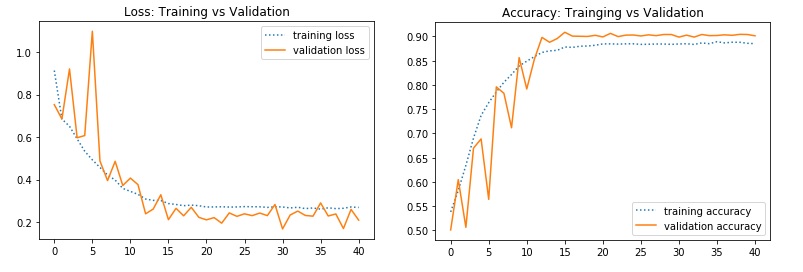 Loss: Training vs Validation
training loss
validation loss
1.0
0.8
0.6
0.4
0.2
0 5 10 15 20 25 30 35 40
Accuracy: Trainging vs Validation
0.90
0.85
0.80
0.75
0.70
0.65
0.60
0.55
0.50
training accuracy
validation accuracy
0 5 10 15 20 25 30 35 40